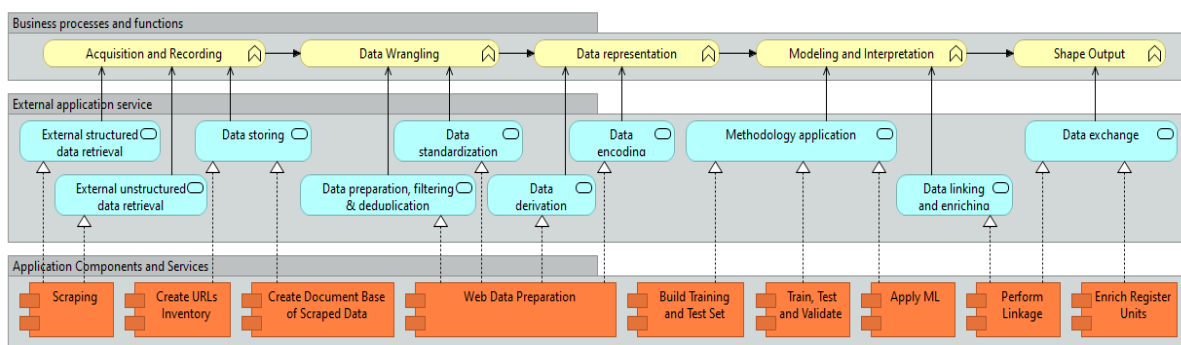 Business processes and functions
Acquisition and Recording
Data Wrangling
Data representation
Modeling and Interpretation
Shape Output
External application service
External structured
data retrieval
Data storing
Data
standardization
Data
encoding
Methodology application
Data exchange
External unstructured
data retrieval
Data preparation, filtering
& deduplication
Data
derivation
Data linking
and enriching
Application Components and Services
Scraping
Create URLs
Inventory
Create Document Base
of Scraped Data
Web Data Preparation
Build Training
and Test Set
Train, Test
and Validate
Apply ML
Perform
Linkage
Enrich Register
Units